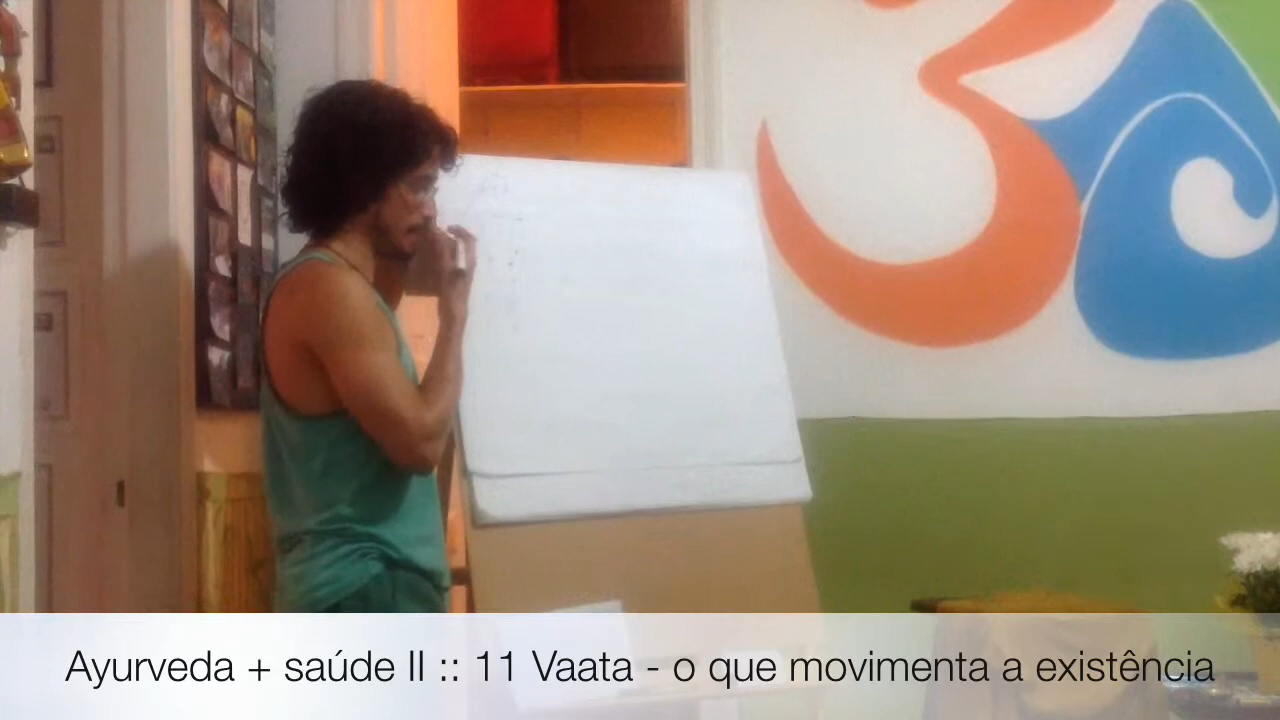 Ayurveda + saúde II :: 11 Vaata - o que movimenta a existência